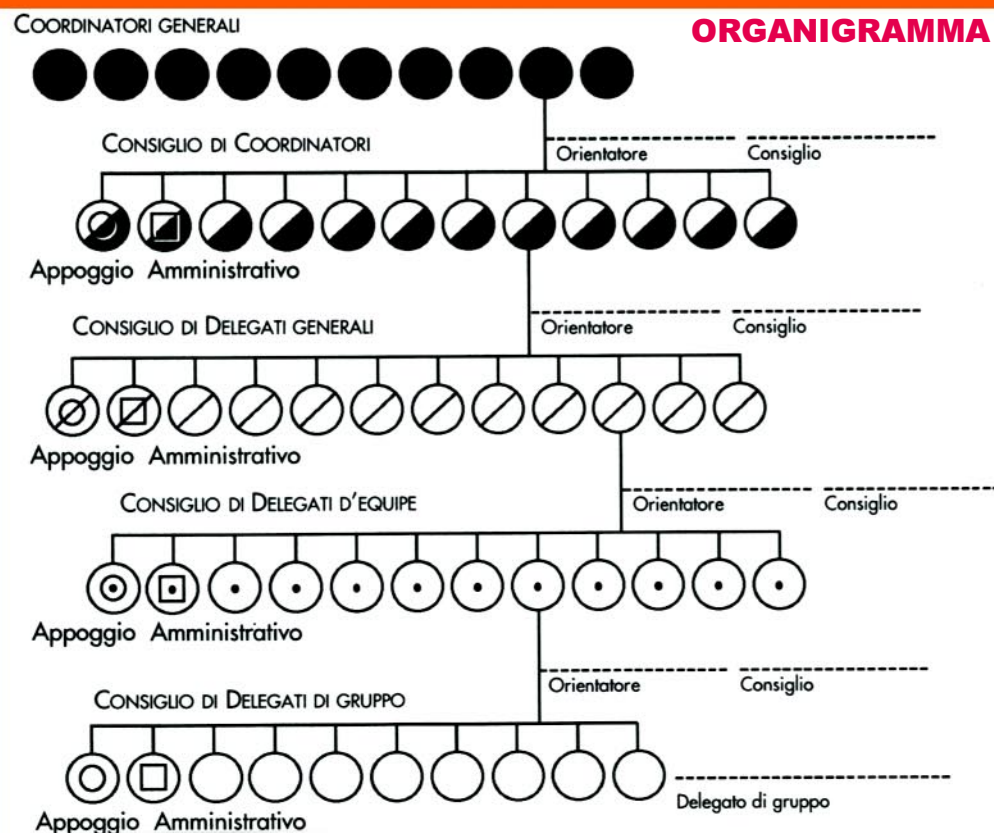 COORDINATORI GENERALI
ORGANIGRAMMA
CONSIGLIO DI COORDINATORI
Orientatore Consiglio
Appoggio Amministrativo
CONSIGLIO DI DELEGATI GENERALI
Orientatore Consiglio
Appoggio Amministrativo
CONSIGLIO DI DELEGATI D'EQUIPE
Orientatore Consiglio
Appoggio Amministrativo
CONSIGLIO DI DELEGATI DI GRUPPO
Orientatore Consiglio
Delegato di gruppo
Appoggio Amministrativo